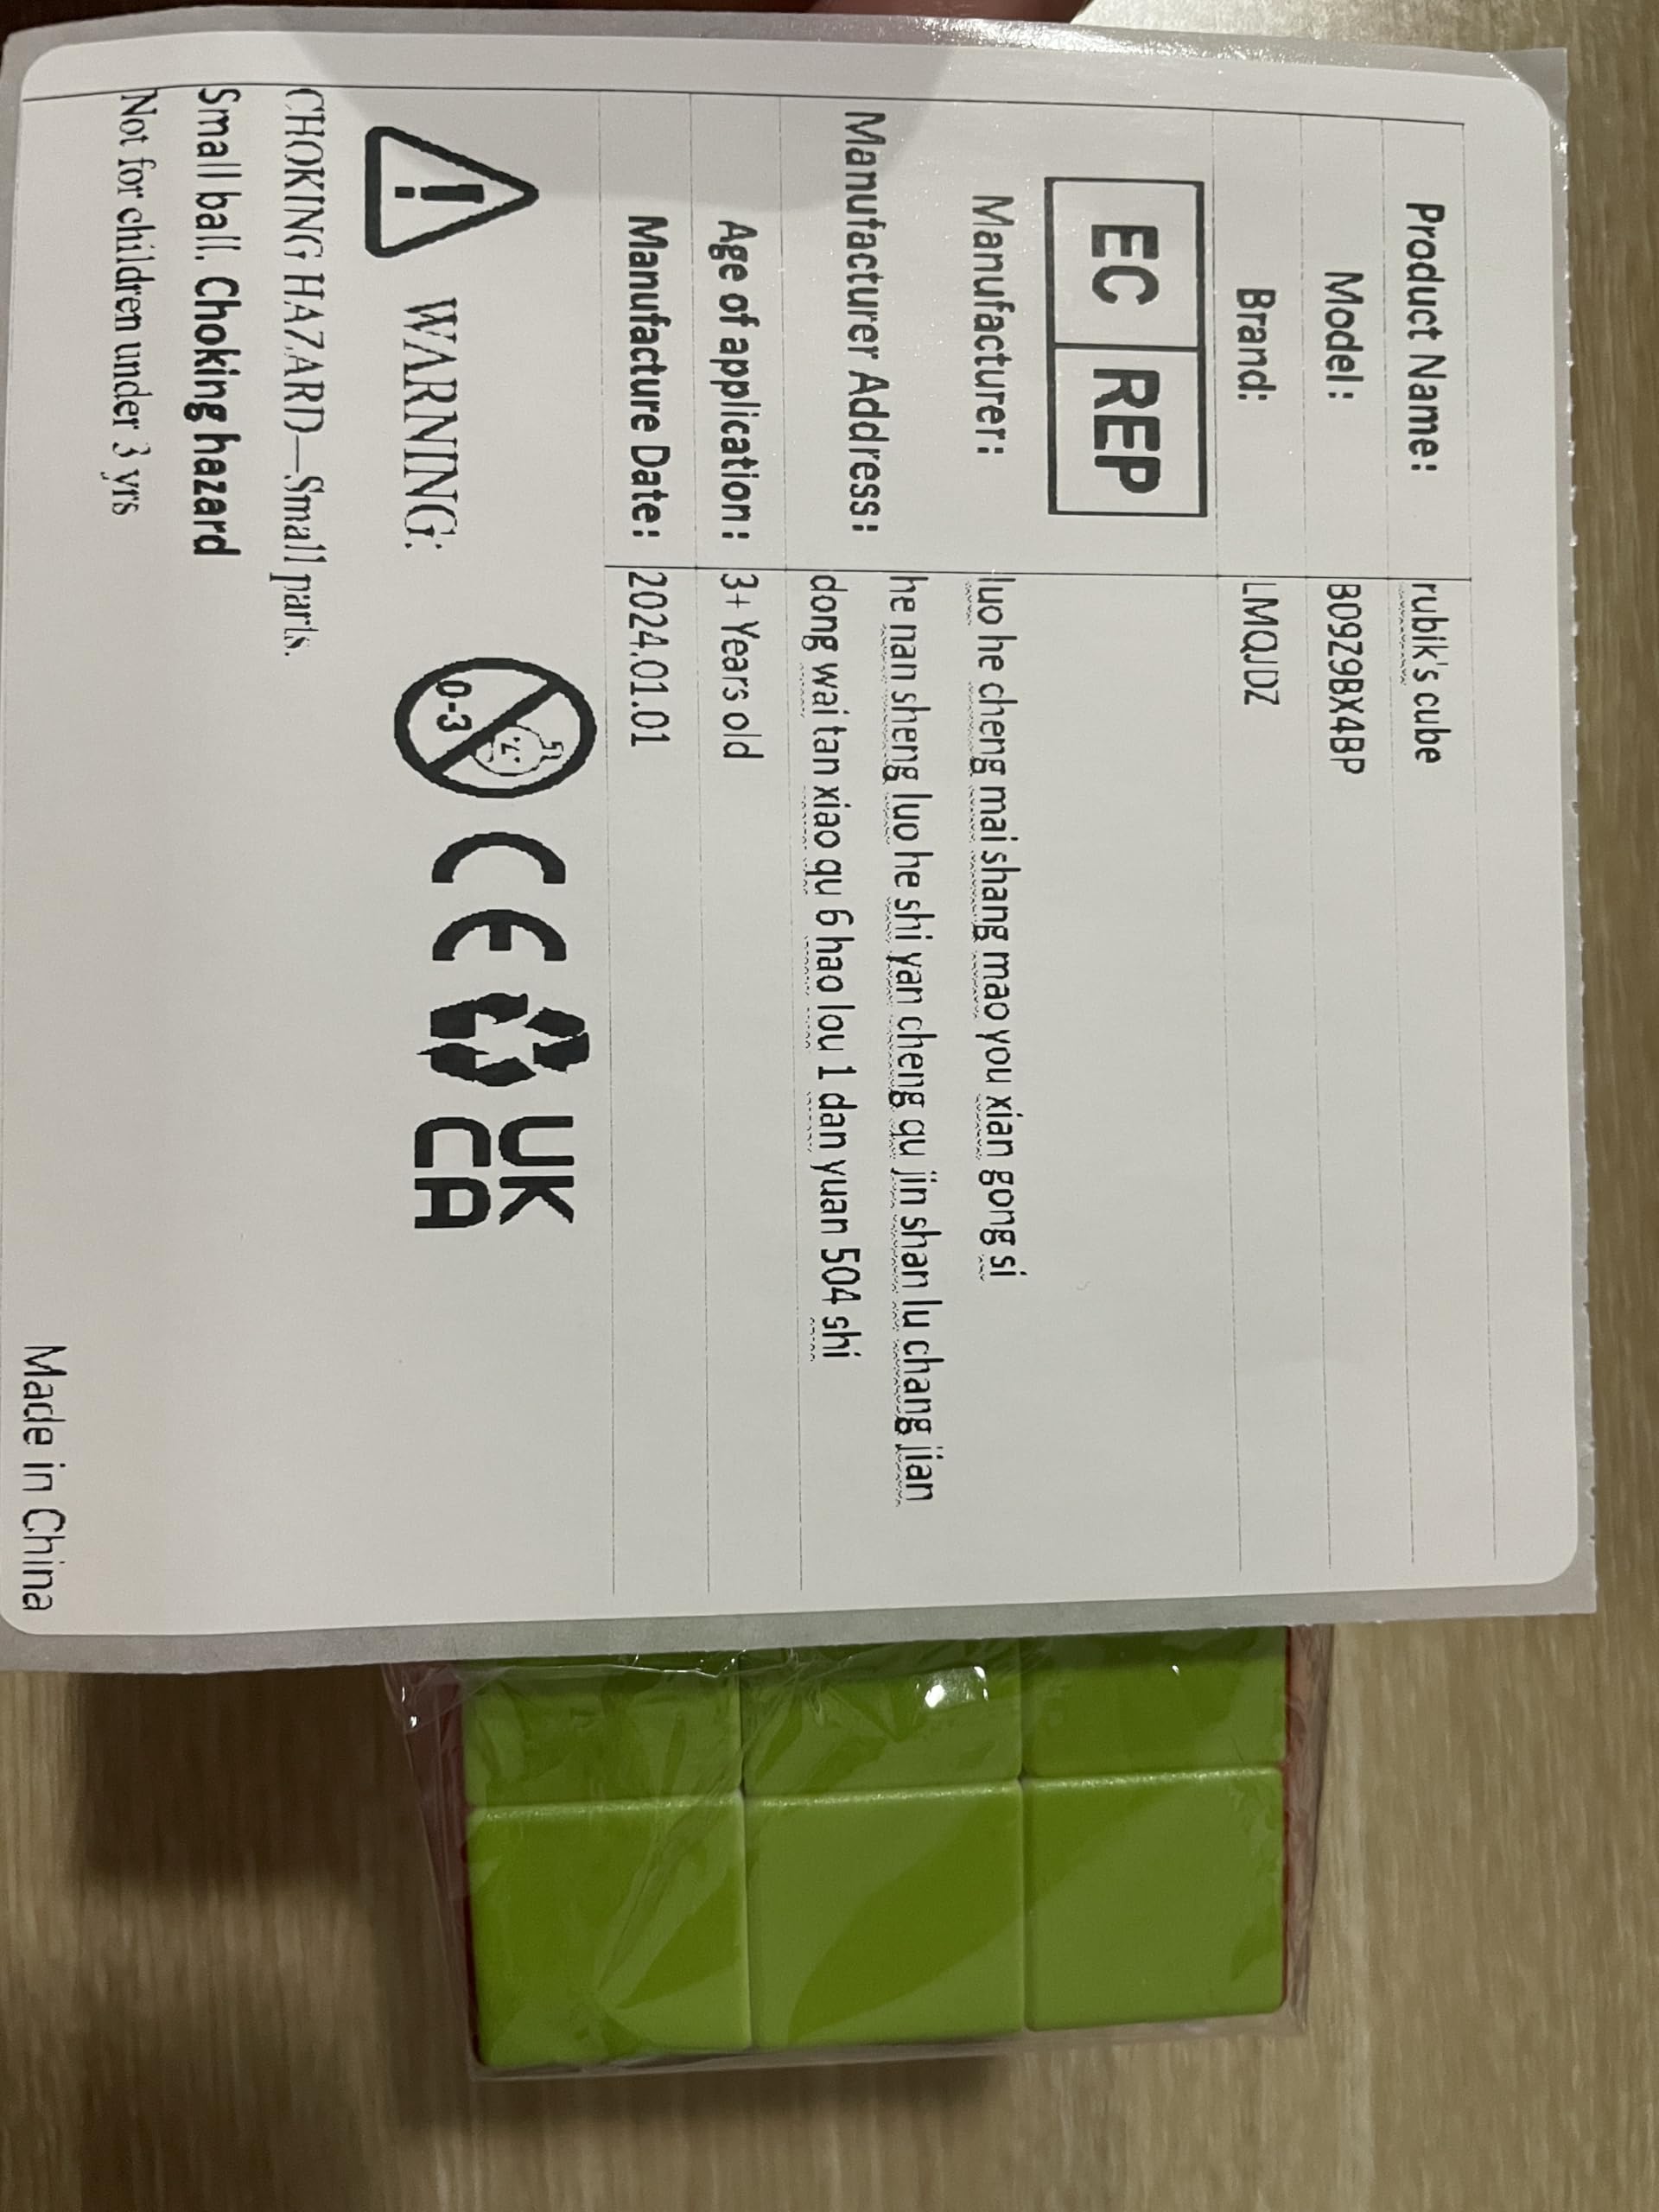 Product Name: rubik's cube
Model: B09Z9BX4BP
Brand: LMQJDZ
EC REP
Manufacturer: luo he cheng mai shang mao you xian gong si
Manufacturer Address: he nan sheng luo he shi yan cheng qu jin shan lu chang jian
dong wai tan xiao qu 6 hao lou 1 dan yuan 504 shi
Age of application: 3+ Years old
Manufacture Date: 2024.01.01
WARNING: 0-3 CE UK
CA
CHOKING HAZARD—Small parts.
Small ball. Choking hazard
Not for children under 3 yrs
Made in China